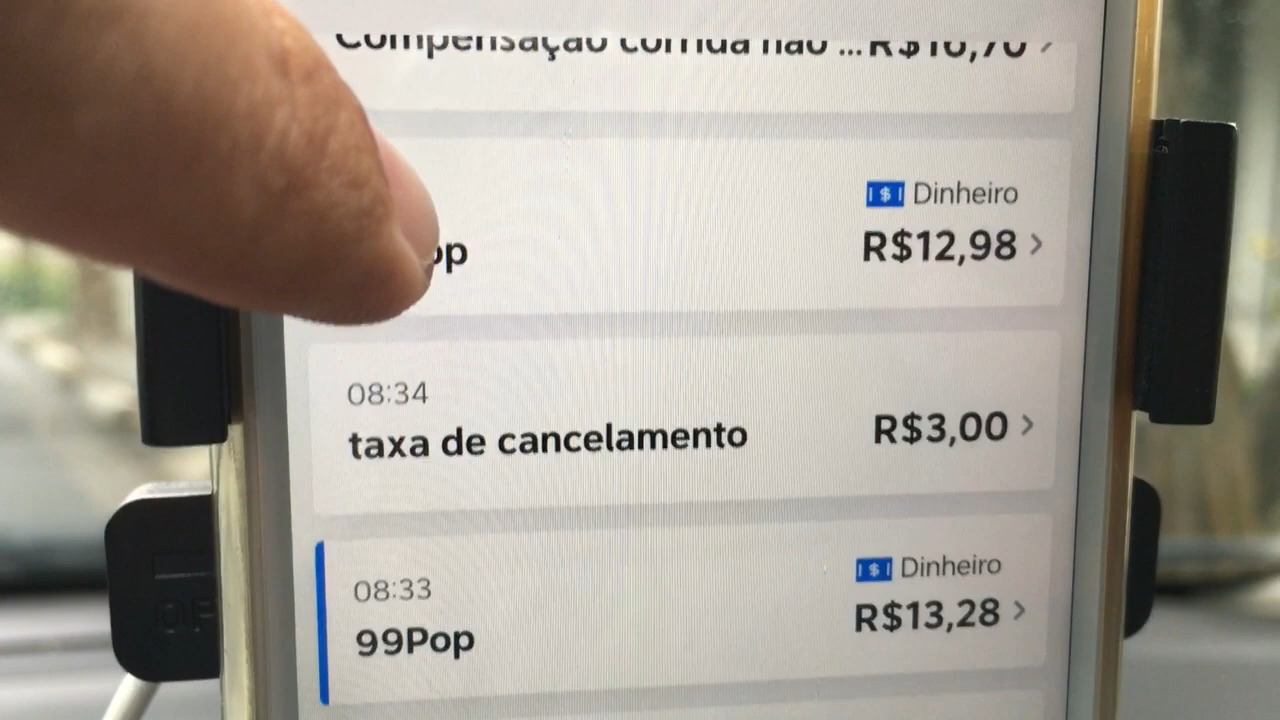 Compensação corrida não ... R$10,70
Dinheiro
op
R$12,98
08:34
taxa de cancelamento
R$3,00
08:33
99Pop
Dinheiro
R$13,28